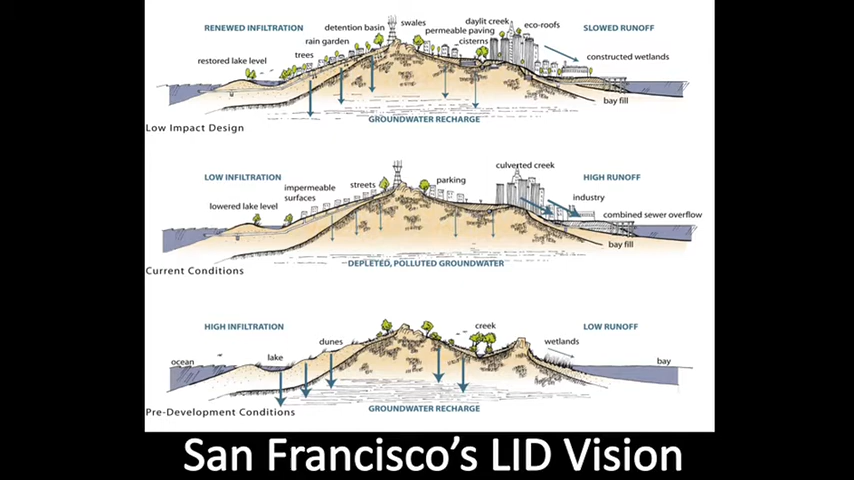 RENEWED INFILTRATION
detention basin
swales
daylit creek
eco-roofs
SLOWED RUNOFF
rain garden
permeable paving
cisterns
trees
restored lake level
constructed wetlands
bay fill
GROUNDWATER RECHARGE
Low Impact Design
culverted creek
LOW INFILTRATION
impermeable
surfaces
streets
parking
HIGH RUNOFF
industry
lowered lake level
combined sewer overflow
bay fill
DEPLETED, POLLUTED GROUNDWATER
Current Conditions
HIGH INFILTRATION
creek
LOW RUNOFF
dunes
wetlands
ocean
lake
bay
GROUNDWATER RECHARGE
Pre-Development Conditions
San Francisco's LID Vision